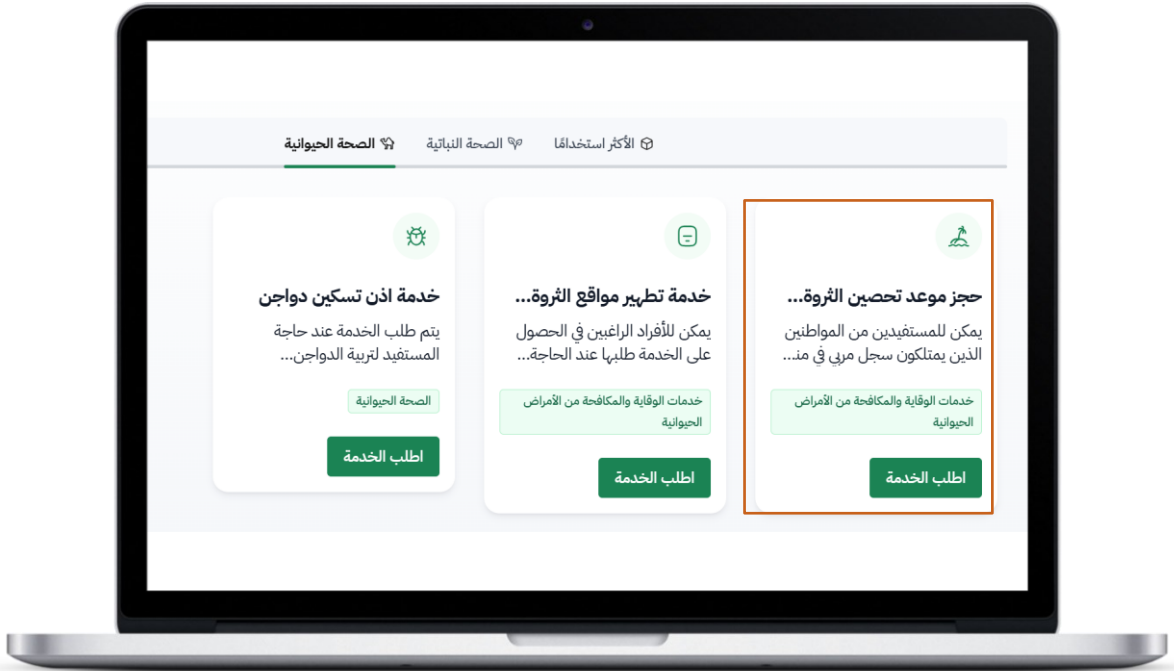 الأكثر استخدامًا
الصحة النباتية
الصحة الحيوانية
حجز موعد تحصين الثروة...
يمكن للمستفيدين من المواطنين
الذين يمتلكون سجل مربي في منـ...
خدمات الوقاية والمكافحة من الأمراض
الحيوانية
اطلب الخدمة
خدمة تطهير مواقع الثروة...
يمكن للأفراد الراغبين في الحصول
على الخدمة طلبها عند الحاجة...
خدمات الوقاية والمكافحة من الأمراض
الحيوانية
اطلب الخدمة
خدمة اذن تسكين دواجن
يتم طلب الخدمة عند حاجة
المستفيد لتربية الدواجن...
الصحة الحيوانية
اطلب الخدمة